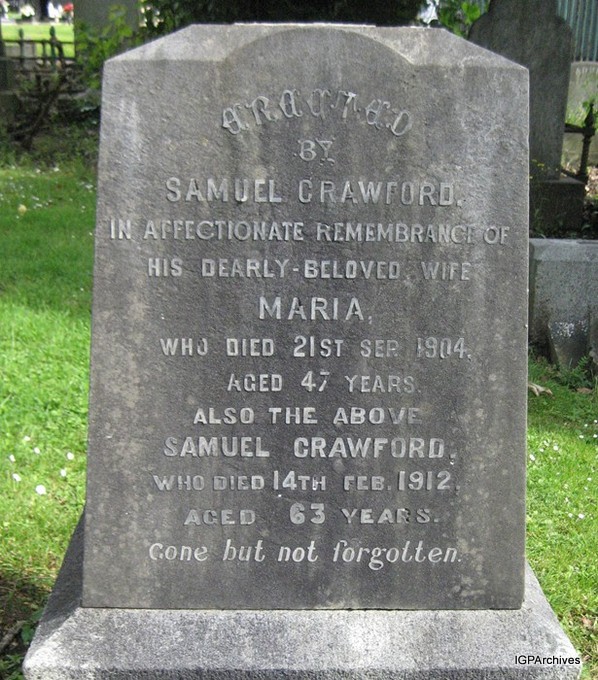 ERECTED
BY
SAMUEL CRAWFORD,
IN AFFECTIONATE REMEMBRANCE OF
HIS DEARLY-BELOVED WIFE
MARIA,
WHO DIED 21ST SEP. 1904,
AGED 47 YEARS.
ALSO THE ABOVE
SAMUEL CRAWFORD,
WHO DIED 14TH FEB. 1912,
AGED 63 YEARS.
Gone but not forgotten.
IGPArchives